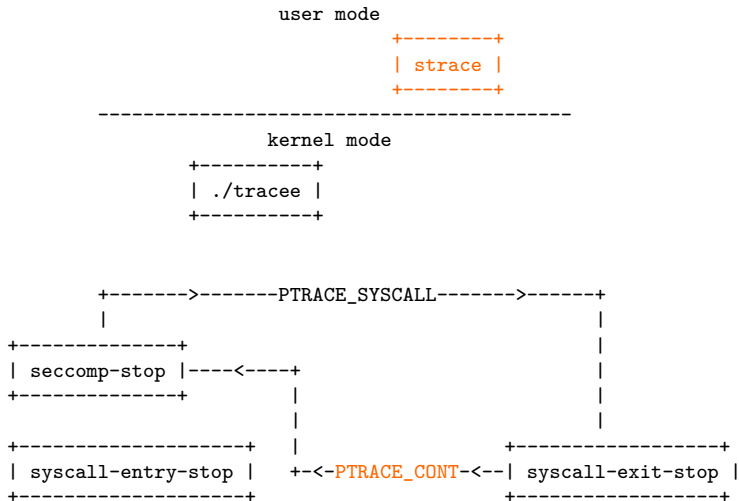 user mode
strace
kernel mode
./tracee
PTRACE_SYSCALL
seccomp-stop
syscall-entry-stop PTRACE_CONT syscall-exit-stop